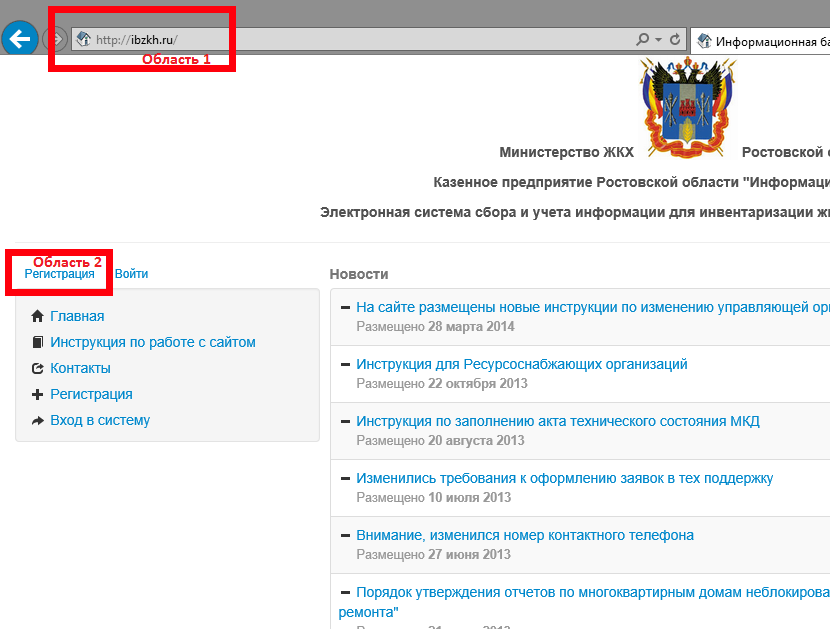 http://ibzkh.ru/
Информационная ба
Область 1
Министерство ЖКХ Ростовской о
Казенное предприятие Ростовской области "Информаци
Электронная система сбора и учета информации для инвентаризации жи
Область 2
Регистрация Войти
Главная
Инструкция по работе с сайтом
Контакты
Регистрация
Вход в систему
Новости
На сайте размещены новые инструкции по изменению управляющей орг
Размещено 28 марта 2014
Инструкция для Ресурсоснабжающих организаций
Размещено 22 октября 2013
Инструкция по заполнению акта технического состояния МКД
Размещено 20 августа 2013
Изменились требования к оформлению заявок в тех поддержку
Размещено 10 июля 2013
Внимание, изменился номер контактного телефона
Размещено 27 июня 2013
Порядок утверждения отчетов по многоквартирным домам неблокирова
ремонта"